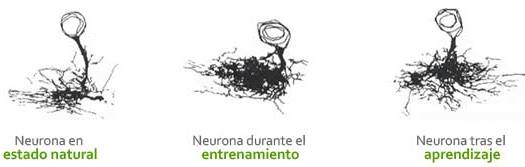 Neurona en
estado natural
Neurona durante el
entrenamiento
Neurona tras el
aprendizaje